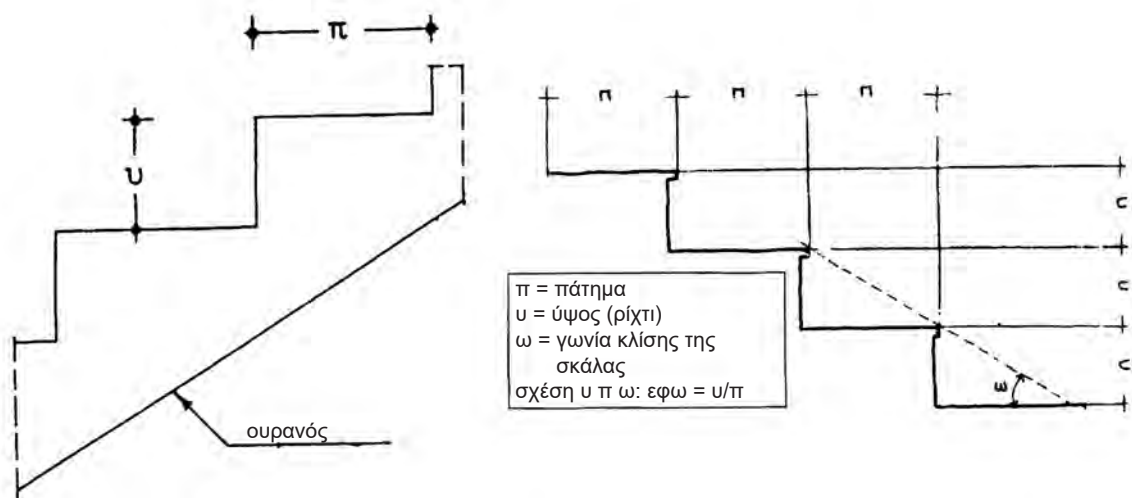 π
υ
ουρανός
π π π
υ
υ
υ
ω
π = πάτημα
υ = ύψος (ρίχτι)
ω = γωνία κλίσης της
σκάλας
σχέση υ π ω: εφω = υ/π